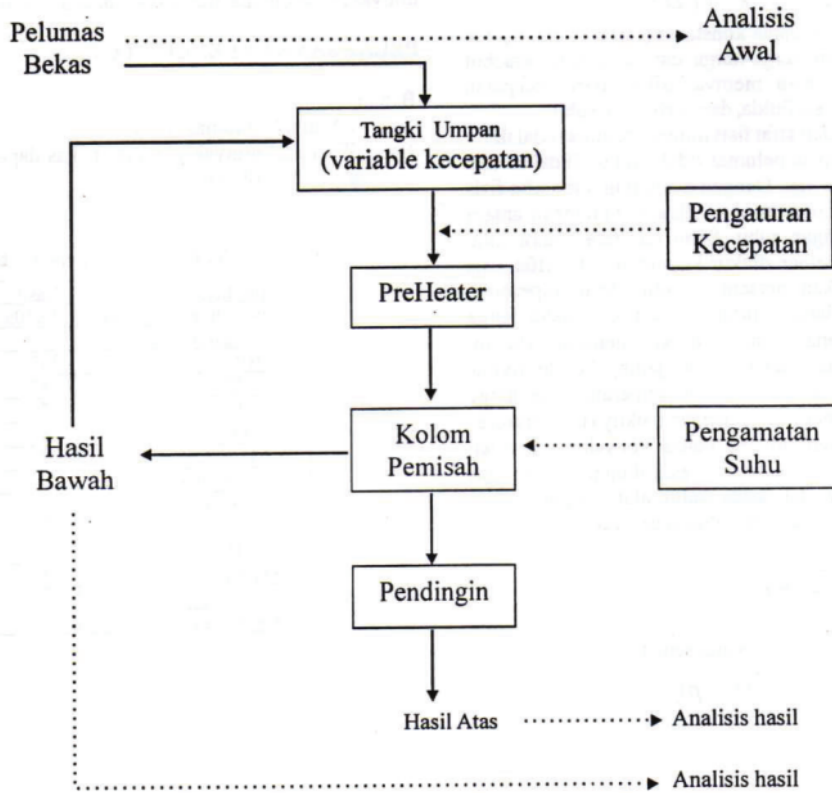 Pelumas
Bekas
Analisis
Awal
Tangki Umpan
(variable kecepatan)
Pengaturan
Kecepatan
PreHeater
Hasil
Bawah
Kolom
Pemisah
Pengamatan
Suhu
Pendingin
Hasil Atas
Analisis hasil
Analisis hasil